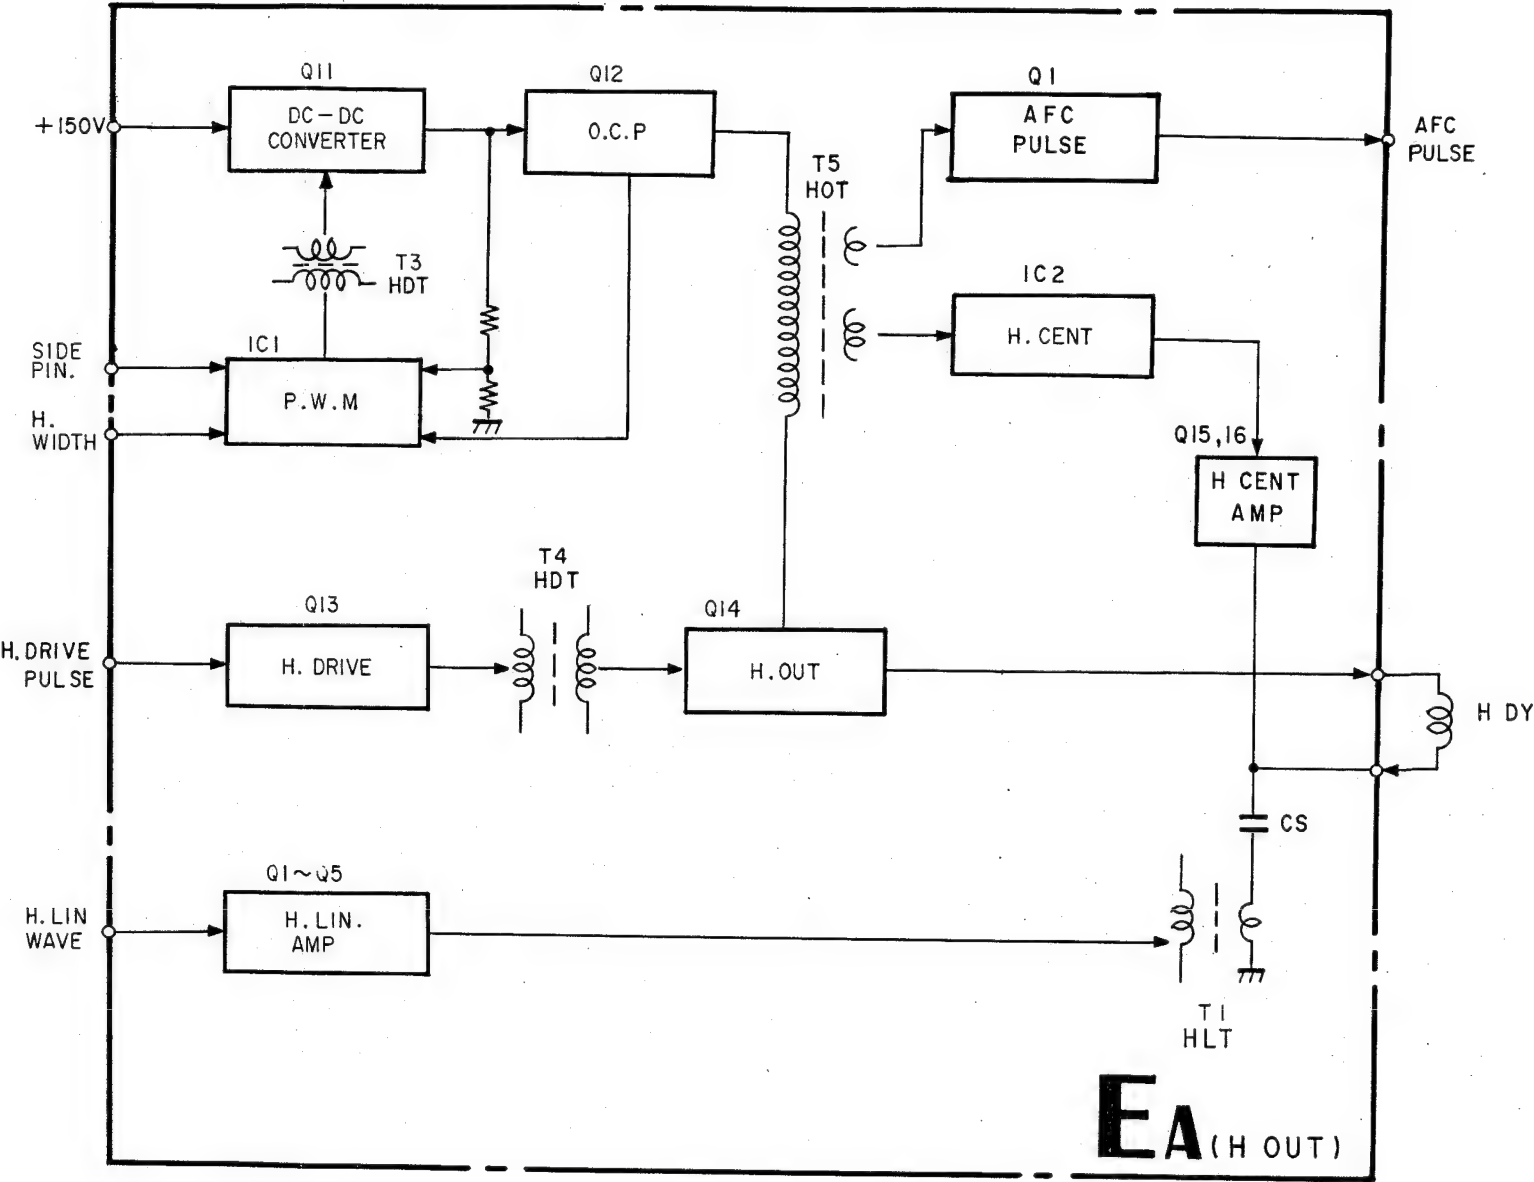 Q11
Q12
Q1
+150V
DC-DC
CONVERTER
O.C.P
AFC
PULSE
AFC
PULSE
T5
HOT
T3
HDT
IC2
H. CENT
SIDE
PIN.
IC1
P.W.M
H.
WIDTH
Q15,16
H CENT
AMP
T4
HDT
Q13
Q14
H.DRIVE
PULSE
H. DRIVE
H.OUT
H DY
CS
Q1~Q5
H.LIN
WAVE
H.LIN.
AMP
T1
HLT
EA (H OUT)